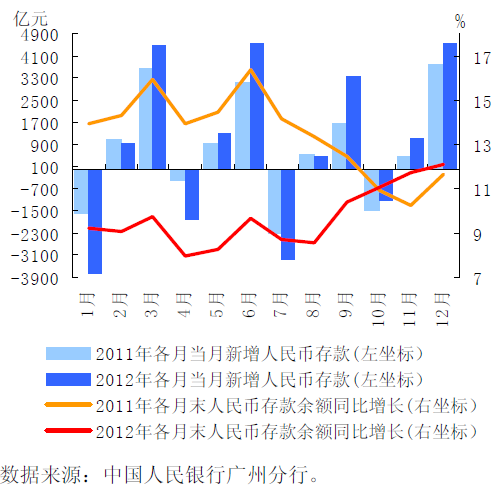 亿元
%
4900
4100
3300
2500
1700
900
100
-700
-1500
-2300
-3100
-3900
17
15
13
11
9
7
1月
2月
3月
4月
5月
6月
7月
8月
9月
10月
11月
12月
2011年各月当月新增人民币存款(左坐标)
2012年各月当月新增人民币存款(左坐标)
2011年各月末人民币存款余额同比增长(右坐标)
2012年各月末人民币存款余额同比增长(右坐标)
数据来源：中国人民银行广州分行。